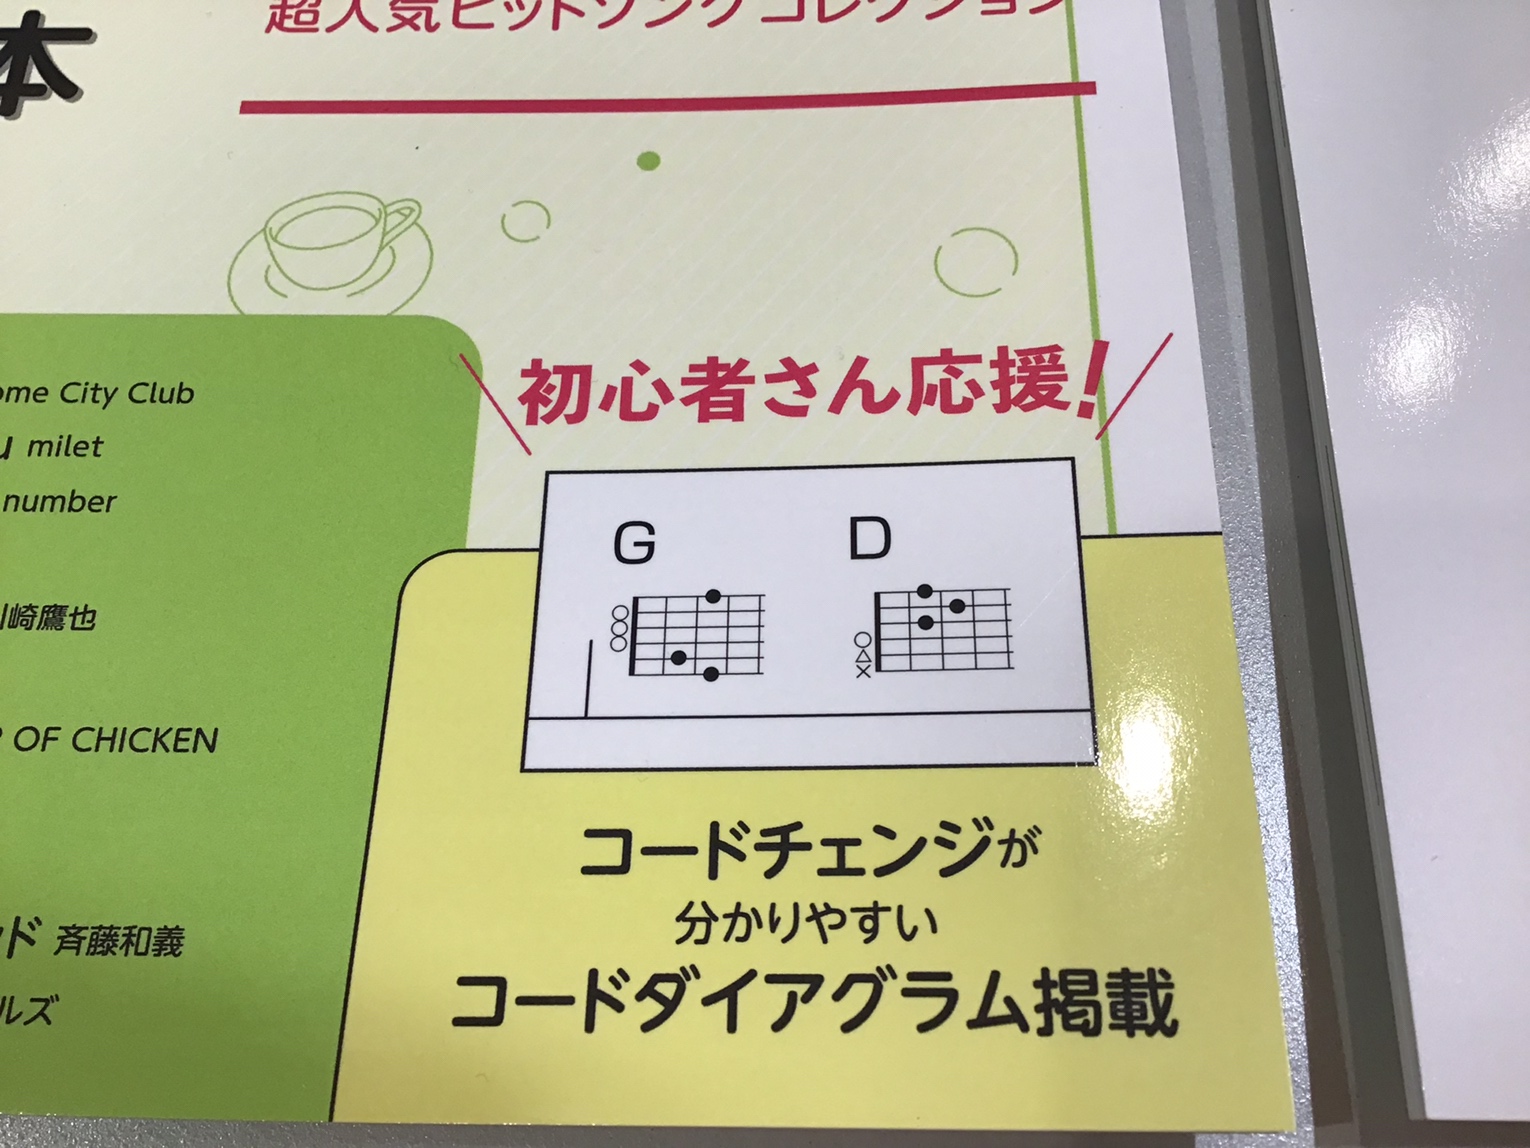 超人気ヒットソングコレクション
本
ome City Club
u milet
number
崎鷹也
P OF CHICKEN
ド 斉藤和義
ルズ
初心者さん応援!
G D
コードチェンジが
分かりやすい
コードダイアグラム掲載